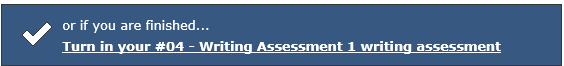 or if you are finished...
Turn in your #04 - Writing Assessment 1 writing assessment